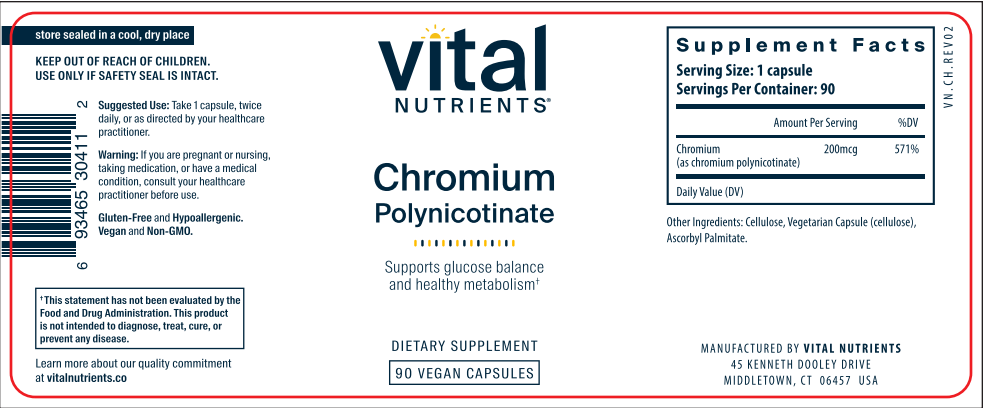 store sealed in a cool, dry place
KEEP OUT OF REACH OF CHILDREN.
USE ONLY IF SAFETY SEAL IS INTACT.
6 93465 30411 2
Suggested Use: Take 1 capsule, twice
daily, or as directed by your healthcare
practitioner.
Warning: If you are pregnant or nursing,
taking medication, or have a medical
condition, consult your healthcare
practitioner before use.
Gluten-Free and Hypoallergenic.
Vegan and Non-GMO.
†This statement has not been evaluated by the
Food and Drug Administration. This product
is not intended to diagnose, treat, cure, or
prevent any disease.
Learn more about our quality commitment
at vitalnutrients.co
vital
NUTRIENTS®
Chromium
Polynicotinate
Supports glucose balance
and healthy metabolism†
DIETARY SUPPLEMENT
90 VEGAN CAPSULES
Supplement Facts
Serving Size: 1 capsule
Servings Per Container: 90
Amount Per Serving %DV
Chromium 200mcg 571%
(as chromium polynicotinate)
Daily Value (DV)
Other Ingredients: Cellulose, Vegetarian Capsule (cellulose),
Ascorbyl Palmitate.
MANUFACTURED BY VITAL NUTRIENTS
45 KENNETH DOOLEY DRIVE
MIDDLETOWN, CT 06457 USA
VN.CH.REV02